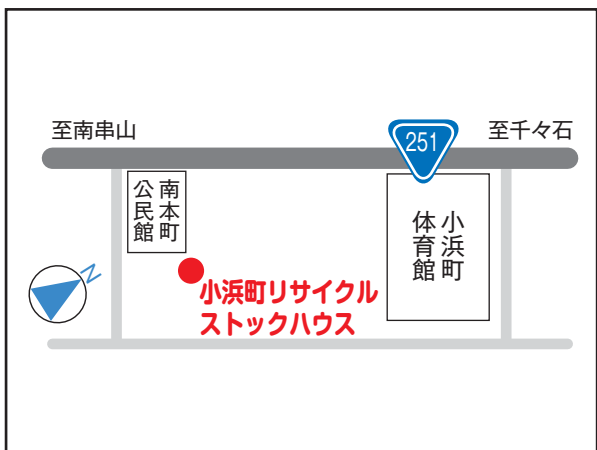 至南串山
251
至千々石
南本町
公民館
小浜町
体育館
N
小浜町リサイクル
ストックハウス